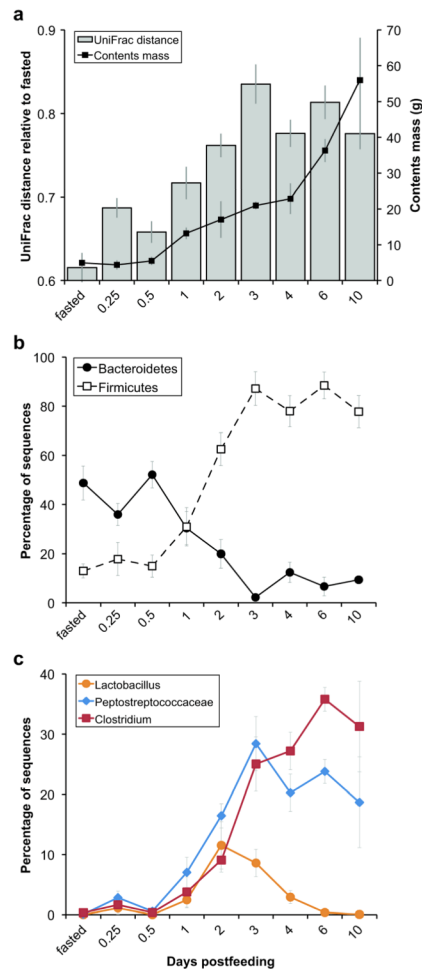 a
0.9
0.8
0.7
0.6
UniFrac distance relative to fasted
UniFrac distance
Contents mass
70
60
50
40
30
20
10
0
Contents mass (g)
fasted
0.25
0.5
1
2
3
4
6
10
b
100
80
60
40
20
0
Percentage of sequences
Bacteroidetes
Firmicutes
fasted
0.25
0.5
1
2
3
4
6
10
c
40
30
20
10
0
Percentage of sequences
Lactobacillus
Peptostreptococcaceae
Clostridium
fasted
0.25
0.5
1
2
3
4
6
10
Days postfeeding